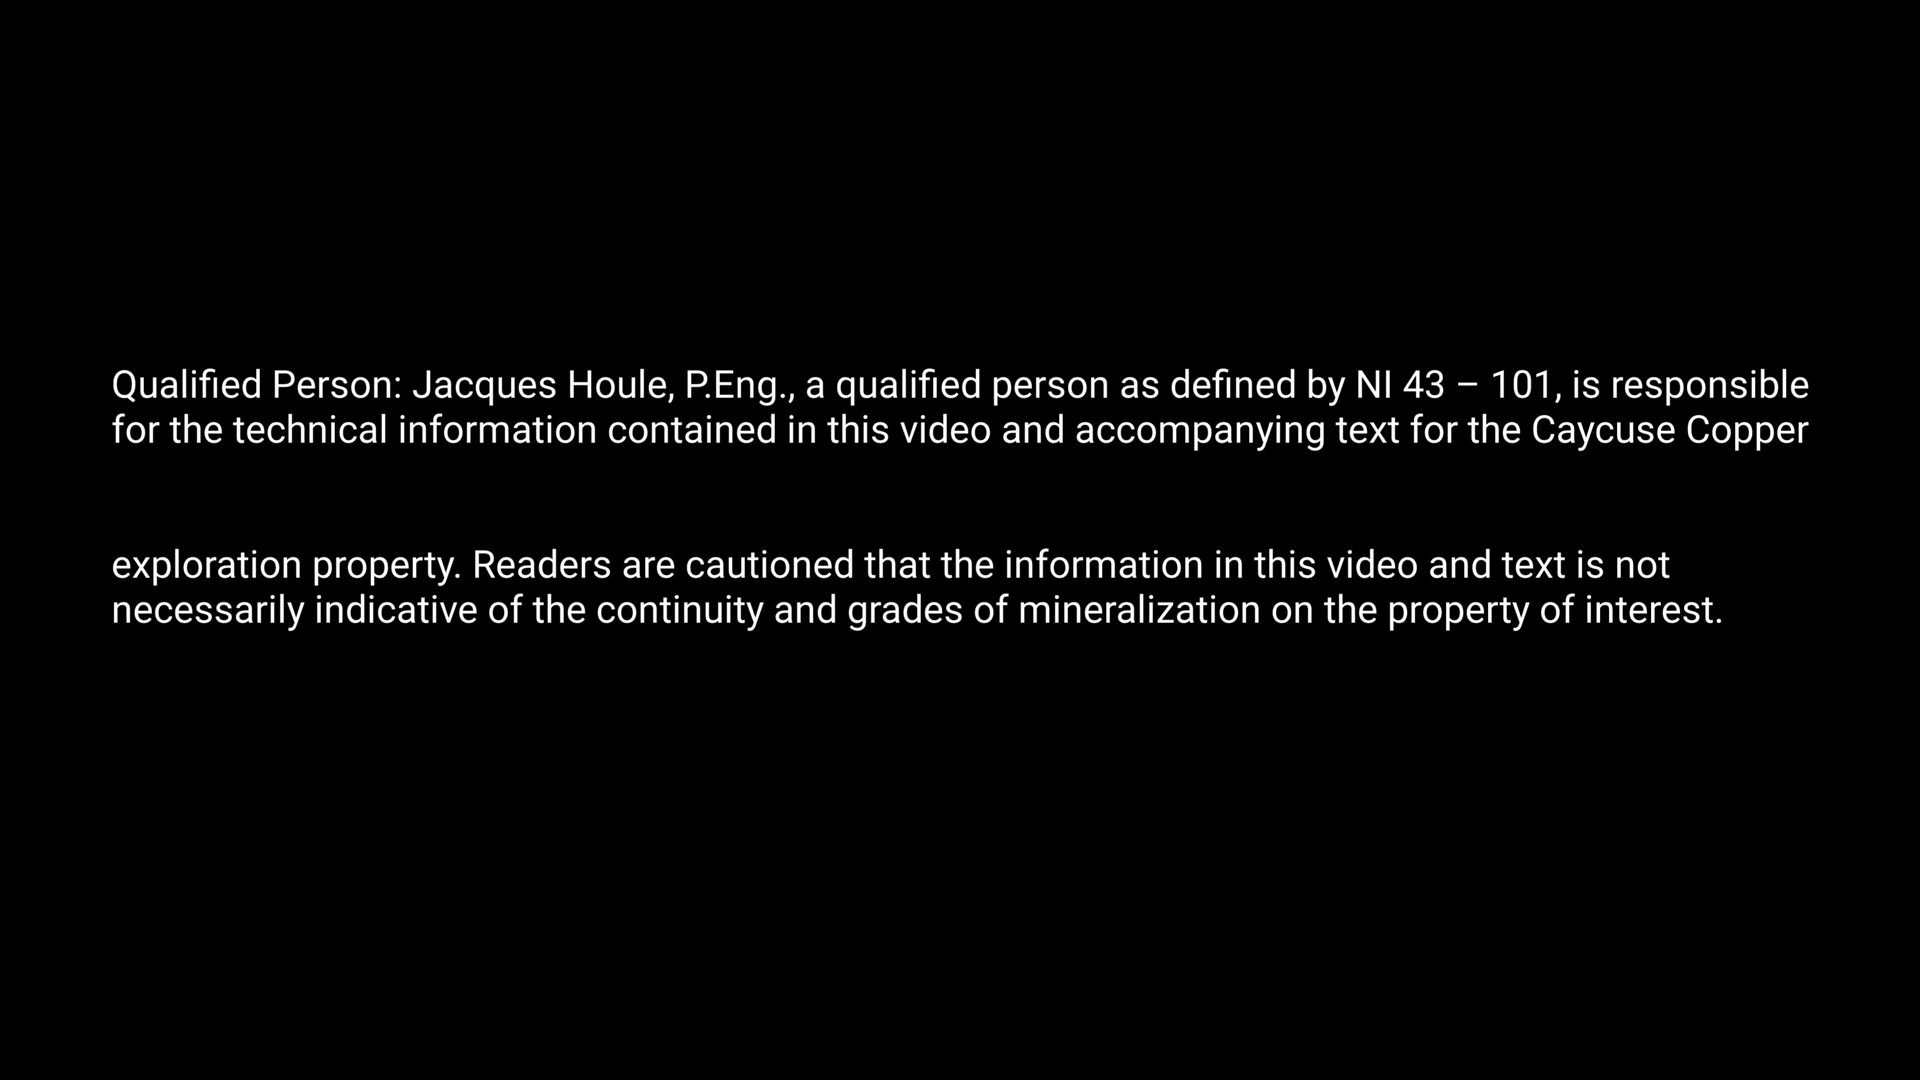 Qualified Person: Jacques Houle, P.Eng., a qualified person as defined by NI 43 – 101, is responsible
for the technical information contained in this video and accompanying text for the Caycuse Copper
exploration property. Readers are cautioned that the information in this video and text is not
necessarily indicative of the continuity and grades of mineralization on the property of interest.